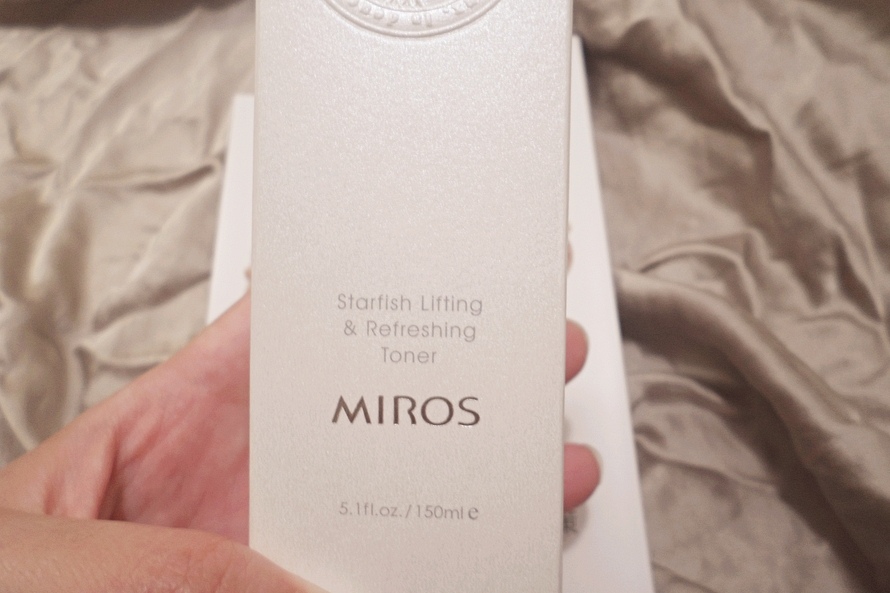 Starfish Lifting
& Refreshing
Toner
MIROS
5.1fl.oz./150ml e